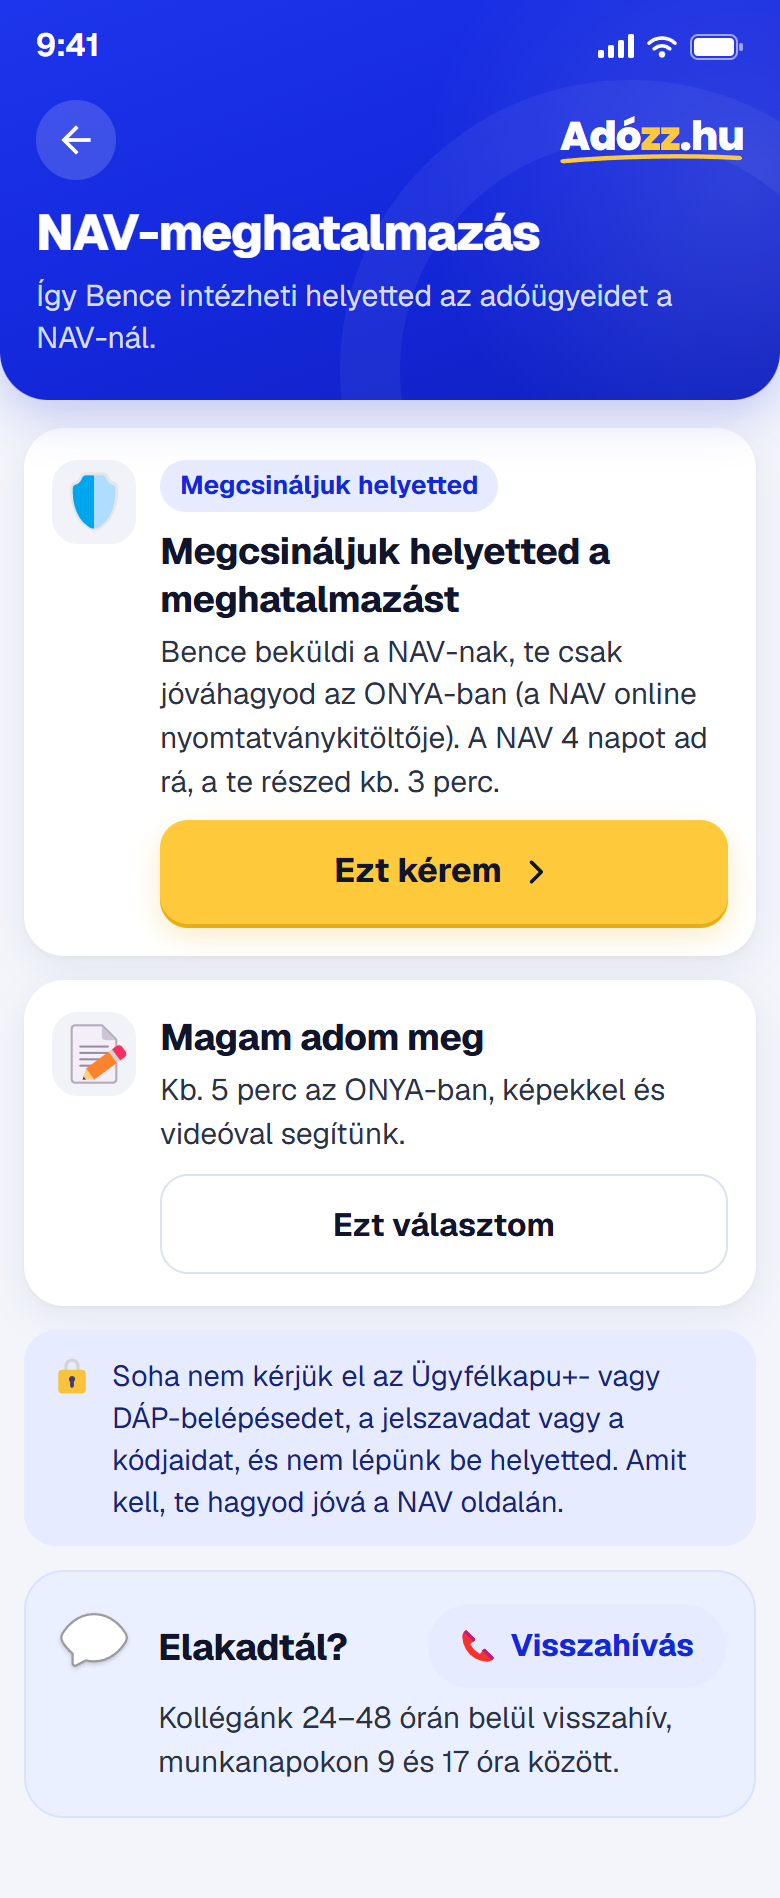 9:41
Adózz.hu
NAV-meghatalmazás
Így Bence intézheti helyetted az adóügyeidet a
NAV-nál.
Megcsináljuk helyetted
Megcsináljuk helyetted a
meghatalmazást
Bence beküldi a NAV-nak, te csak
jóváhagyod az ONYA-ban (a NAV online
nyomtatványkitöltője). A NAV 4 napot ad
rá, a te részed kb. 3 perc.
Ezt kérem
Magam adom meg
Kb. 5 perc az ONYA-ban, képekkel és
videóval segítünk.
Ezt választom
Soha nem kérjük el az Ügyfélkapu+- vagy
DÁP-belépésedet, a jelszavadat vagy a
kódjaidat, és nem lépünk be helyetted. Amit
kell, te hagyod jóvá a NAV oldalán.
Elakadtál?
Visszahívás
Kollégánk 24–48 órán belül visszahív,
munkanapokon 9 és 17 óra között.